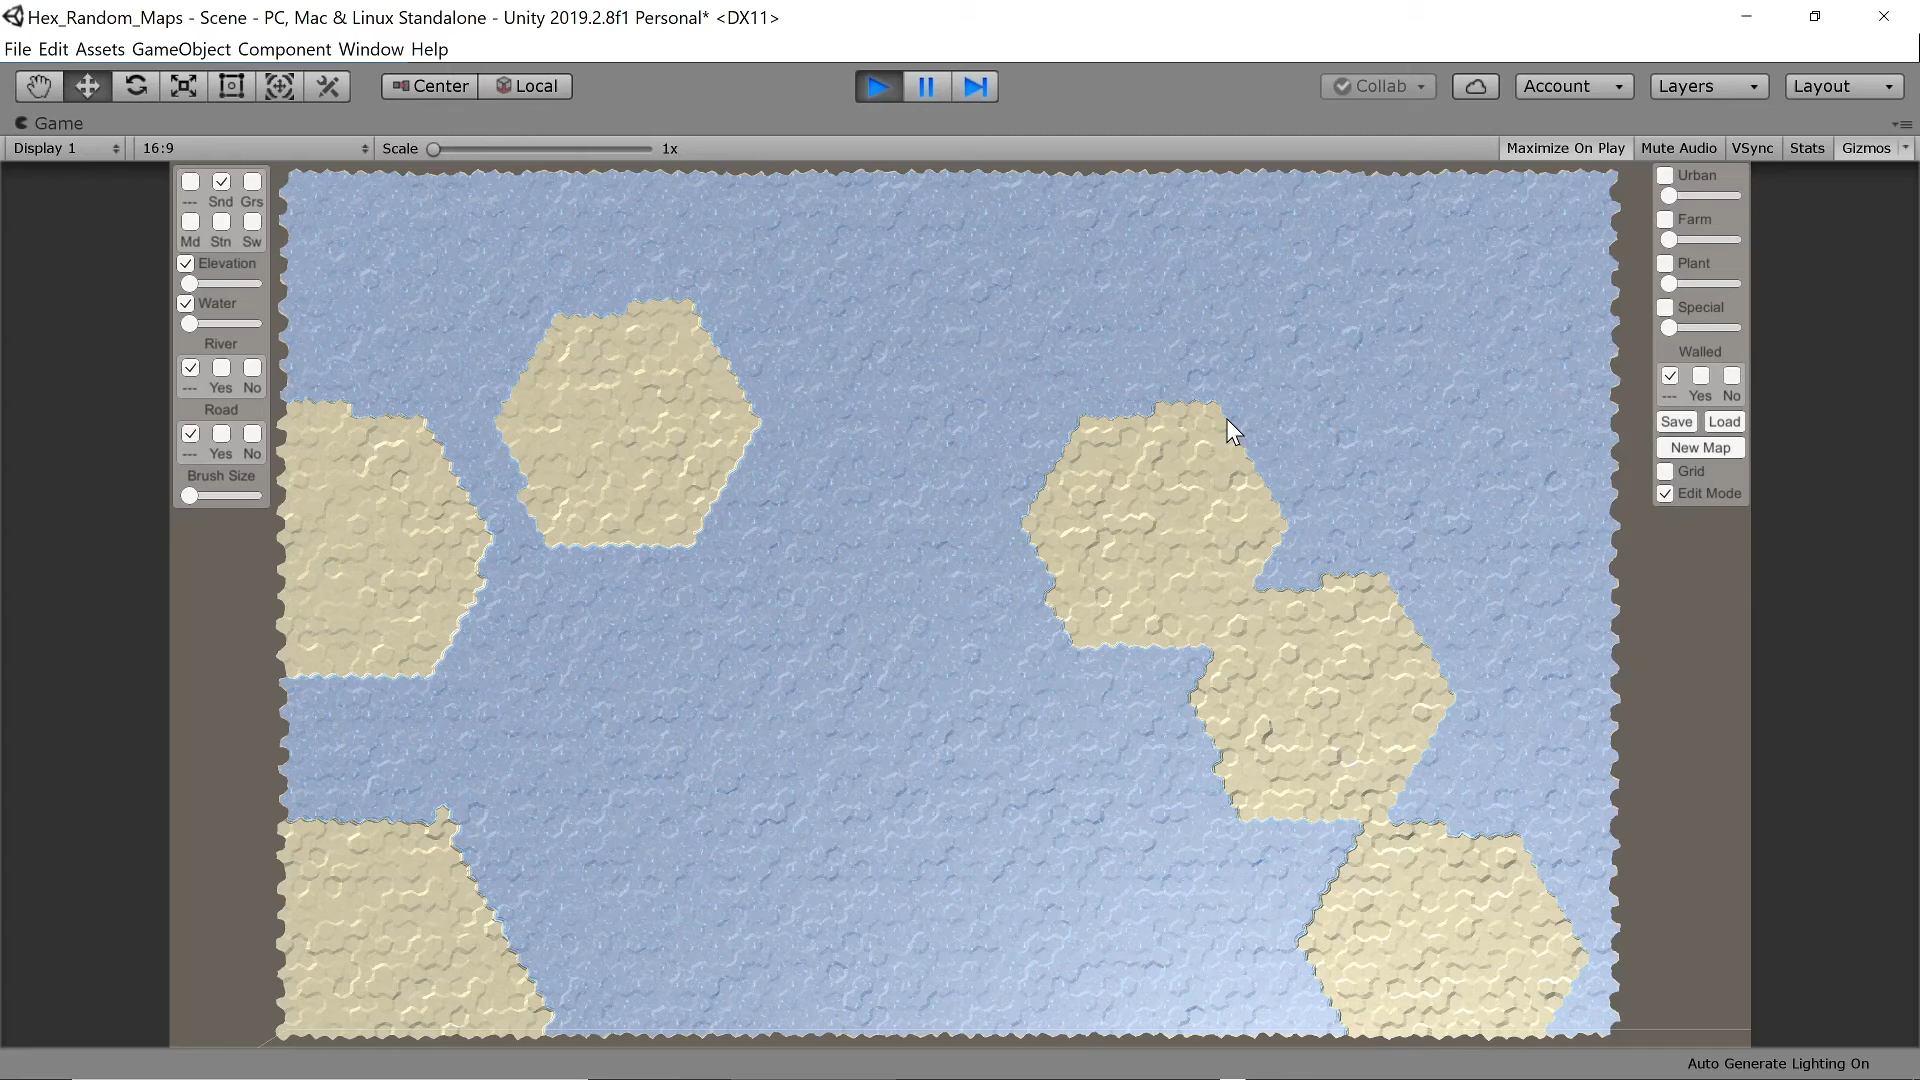 Hex_Random_Maps - Scene - PC, Mac & Linux Standalone - Unity 2019.2.8f1 Personal* <DX11>
File Edit Assets GameObject Component Window Help
Center Local Collab Account Layers Layout
Game
Display 1 16:9 Scale 1x Maximize On Play Mute Audio VSync Stats Gizmos
--- Snd Grs
Md Stn Sw
Elevation
Water
River
--- Yes No
Road
--- Yes No
Brush Size
Urban
Farm
Plant
Special
Walled
--- Yes No
Save Load
New Map
Grid
Edit Mode
Auto Generate Lighting On